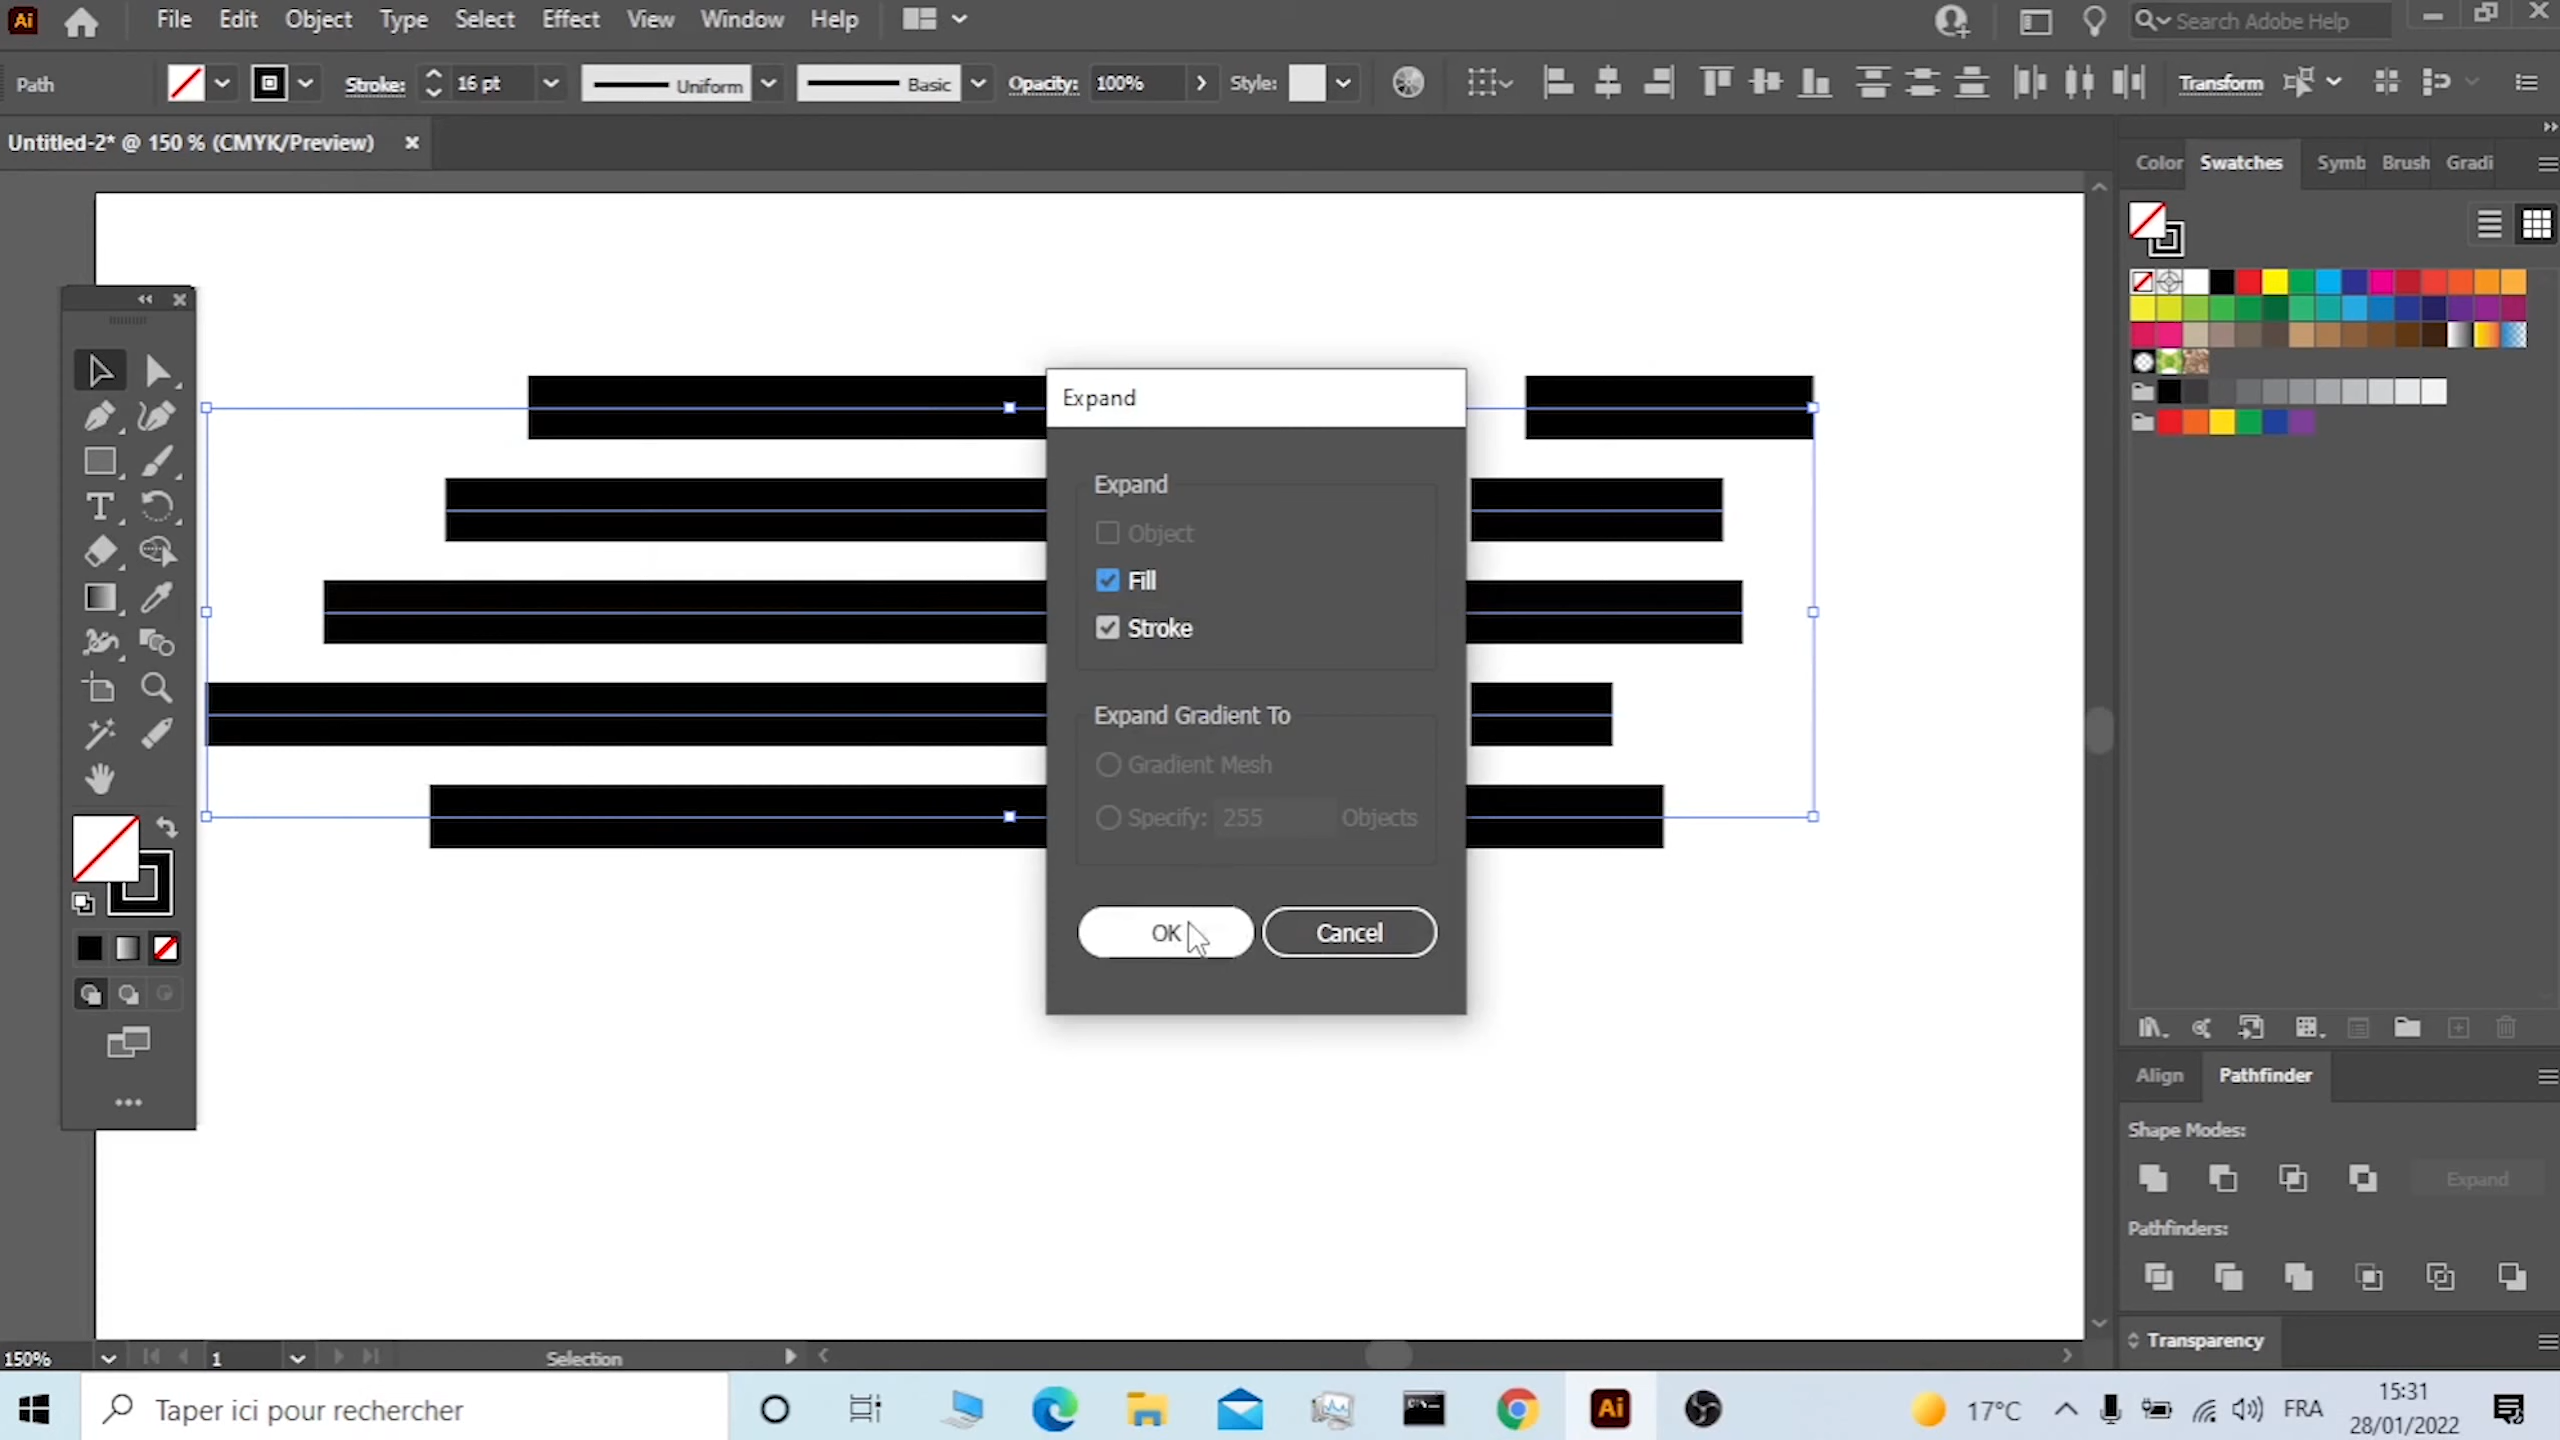 Ai File Edit Object Type Select Effect View Window Help Search Adobe Help
Path Stroke: 16 pt Uniform Basic Opacity: 100% Style: Transform
Untitled-2* @ 150 % (CMYK/Preview)
Color Swatches Symb Brush Gradi
Expand
Expand
Object
Fill
Stroke
Expand Gradient To
Gradient Mesh
Specify: 255 Objects
OK Cancel
Align Pathfinder
Shape Modes:
Expand
Pathfinders:
Transparency
150% 1 Selection
Taper ici pour rechercher
Ai
17°C
FRA
15:31
28/01/2022